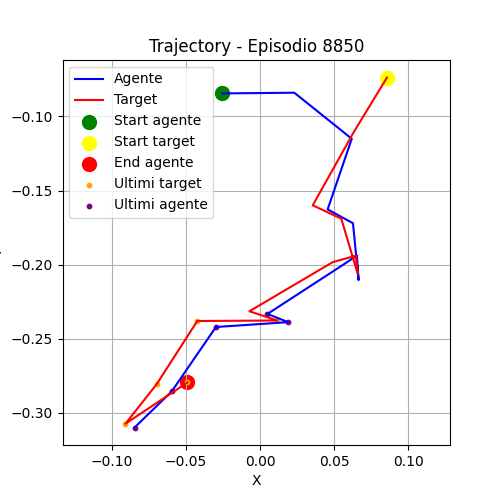 Trajectory - Episodio 8850
Agente
Target
Start agente
Start target
End agente
Ultimi target
Ultimi agente
−0.10
−0.15
−0.20
−0.25
−0.30
−0.10
−0.05
0.00
0.05
0.10
X